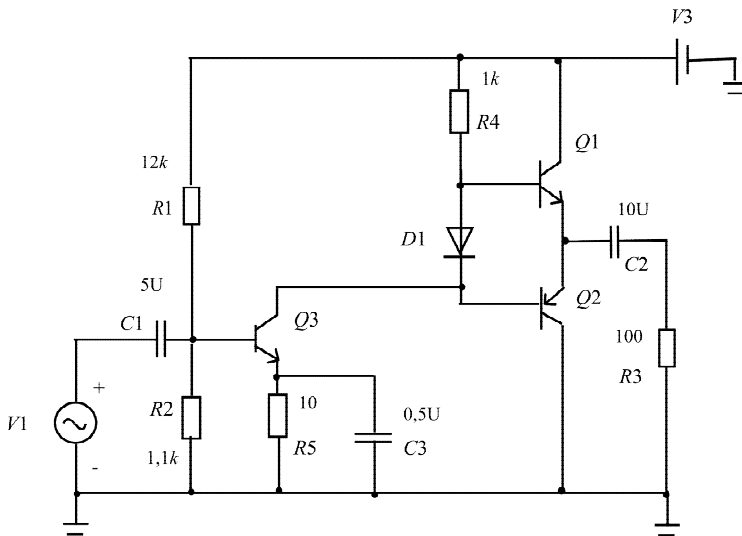 V3
1k
R4
Q1
12k
R1
10U
D1
C2
5U
Q2
C1
Q3
100
R3
+
R2
10
0,5U
V1
R5
C3
1,1k
-